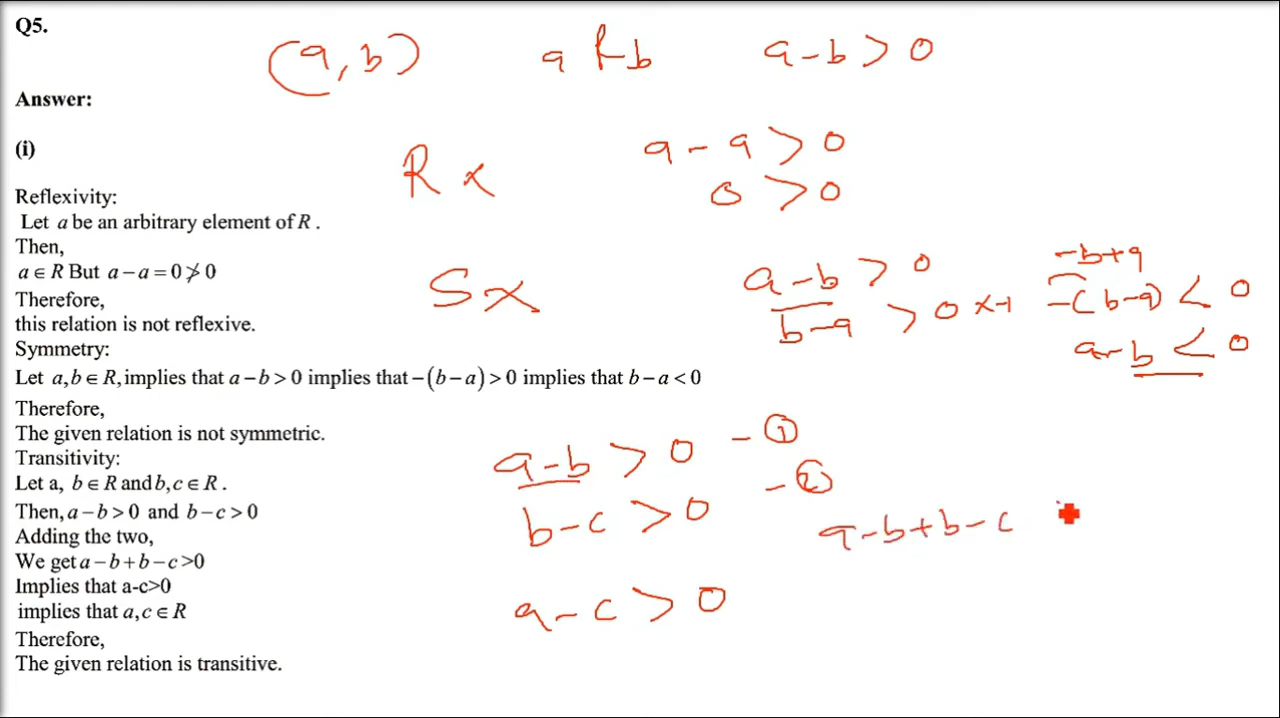 Q5.
(a, b) a R b a-b > 0
Answer:
(i)
R x a - a > 0
0 > 0
Reflexivity:
Let a be an arbitrary element of R .
Then,
a ∈ R But a − a = 0 ≯ 0
Therefore,
this relation is not reflexive.
S x a-b > 0
b-a > 0 x-1
-b+a
-(b-a) < 0
a-b < 0
Symmetry:
Let a,b ∈ R, implies that a − b > 0 implies that −(b − a) > 0 implies that b − a < 0
Therefore,
The given relation is not symmetric.
Transitivity:
Let a, b ∈ R and b, c ∈ R .
Then, a − b > 0 and b − c > 0
Adding the two,
We get a − b + b − c >0
Implies that a-c>0
implies that a, c ∈ R
Therefore,
The given relation is transitive.
a-b > 0 - ①
b-c > 0 - ②
a-b+b-c
a-c > 0